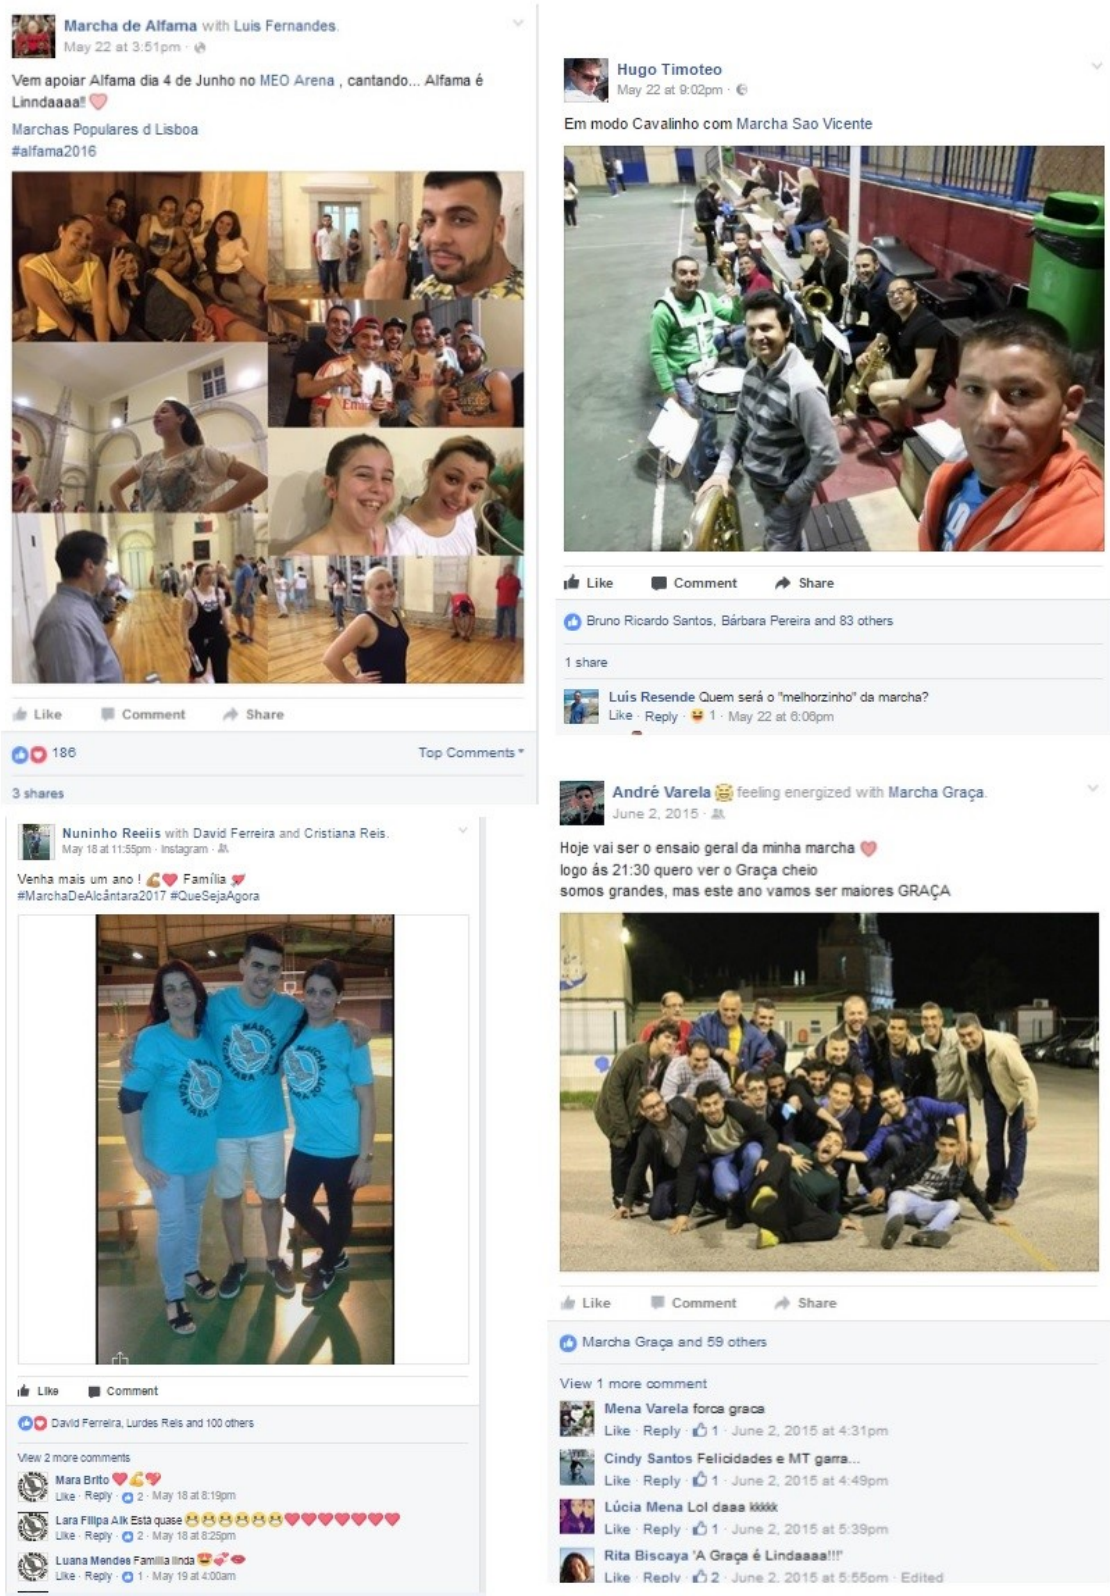 Marcha de Alfama with Luis Fernandes.
May 22 at 3:51pm ·
Vem apoiar Alfama dia 4 de Junho no MEO Arena , cantando... Alfama é
Linndaaaa!!
Marchas Populares d Lisboa
#alfama2016
Like Comment Share
186 Top Comments
3 shares
Hugo Timoteo
May 22 at 9:02pm ·
Em modo Cavalinho com Marcha Sao Vicente
Like Comment Share
Bruno Ricardo Santos, Bárbara Pereira and 83 others
1 share
Luís Resende Quem será o "melhorzinho" da marcha?
Like · Reply · 1 · May 22 at 6:06pm
Nuninho Reeiis with David Ferreira and Cristiana Reis.
May 18 at 11:55pm · Instagram ·
Venha mais um ano ! Família
#MarchaDeAlcântara2017 #QueSejaAgora
MARCHA
ALCANTARA
Like Comment
David Ferreira, Lurdes Reis and 100 others
View 2 more comments
Mara Brito
Like · Reply · 2 · May 18 at 8:19pm
Lara Filipa Alk Está quase
Like · Reply · 2 · May 18 at 8:25pm
Luana Mendes Familia linda
Like · Reply · 1 · May 19 at 4:00am
André Varela feeling energized with Marcha Graça.
June 2, 2015 ·
Hoje vai ser o ensaio geral da minha marcha
logo ás 21:30 quero ver o Graça cheio
somos grandes, mas este ano vamos ser maiores GRAÇA
Like Comment Share
Marcha Graça and 59 others
View 1 more comment
Mena Varela forca graca
Like · Reply · 1 · June 2, 2015 at 4:31pm
Cindy Santos Felicidades e MT garra...
Like · Reply · 1 · June 2, 2015 at 4:49pm
Lúcia Mena Lol daaa kkkkk
Like · Reply · 1 · June 2, 2015 at 5:39pm
Rita Biscaya 'A Graça é Lindaaaa!!!'
Like · Reply · 2 · June 2, 2015 at 5:55pm · Edited